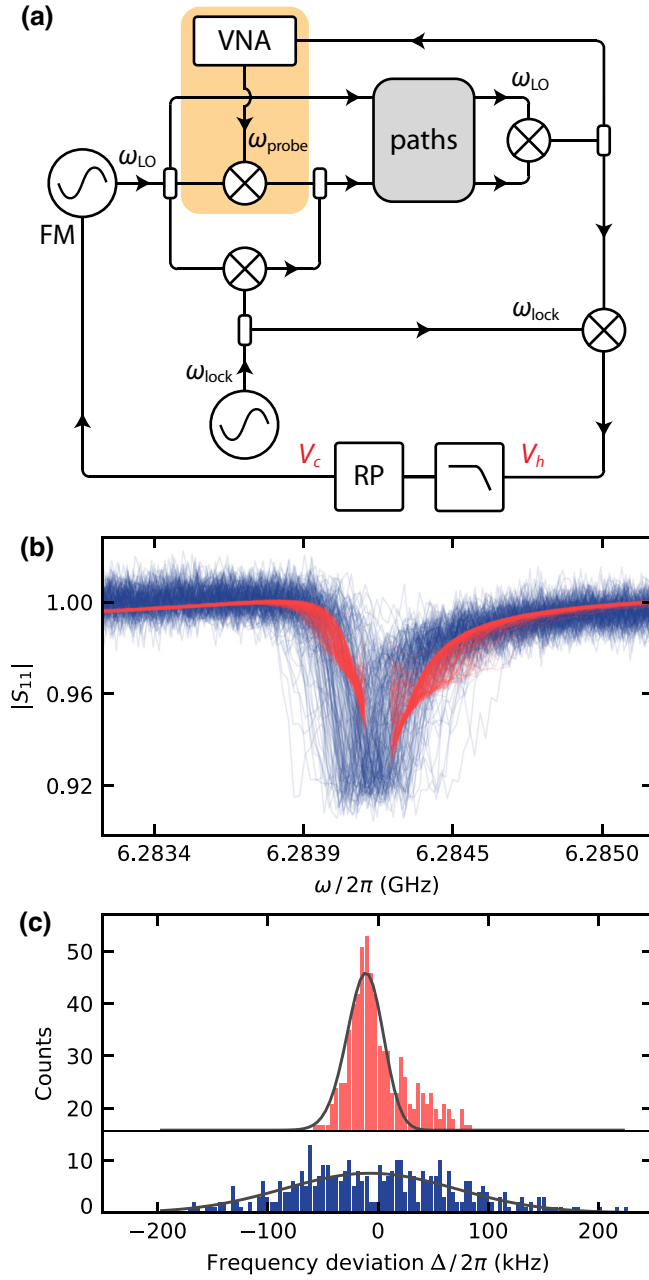 (a)
VNA
ω_LO
ω_probe
ω_LO
paths
FM
ω_lock
ω_lock
V_c
RP
V_h
(b)
1.00
0.96
0.92
|S_11|
6.2834 6.2839 6.2845 6.2850
ω/2π (GHz)
(c)
50
40
30
20
10
0
Counts
−200 −100 0 100 200
Frequency deviation Δ/2π (kHz)